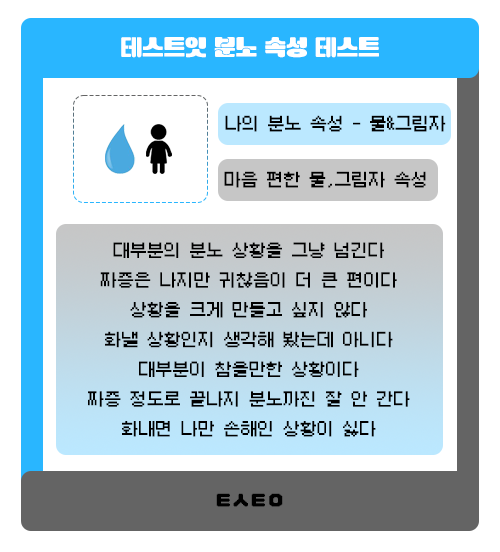 테스트잇 분노 속성 테스트
나의 분노 속성 - 물&그림자
마음 편한 물,그림자 속성
대부분의 분노 상황을 그냥 넘긴다
짜증은 나지만 귀찮음이 더 큰 편이다
상황을 크게 만들고 싶지 않다
화낼 상황인지 생각해 봤는데 아니다
대부분이 참을만한 상황이다
짜증 정도로 끝나지 분노까진 잘 안 간다
화내면 나만 손해인 상황이 싫다
ㅌㅅㅌㅇ